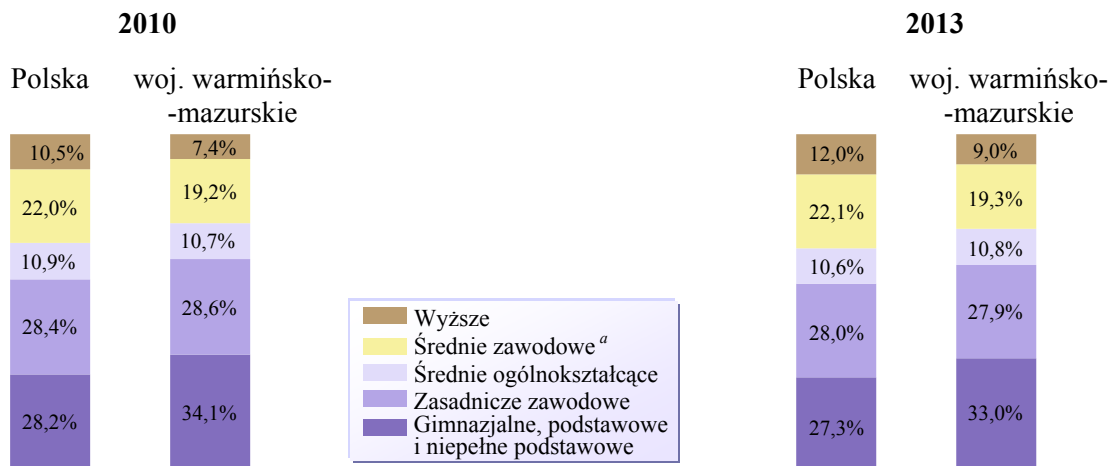 2010
Polska
woj. warmińsko-
-mazurskie
10,5%
22,0%
10,9%
28,4%
28,2%
7,4%
19,2%
10,7%
28,6%
34,1%
Wyższe
Średnie zawodowe a
Średnie ogólnokształcące
Zasadnicze zawodowe
Gimnazjalne, podstawowe
i niepełne podstawowe
2013
Polska
woj. warmińsko-
-mazurskie
12,0%
22,1%
10,6%
28,0%
27,3%
9,0%
19,3%
10,8%
27,9%
33,0%